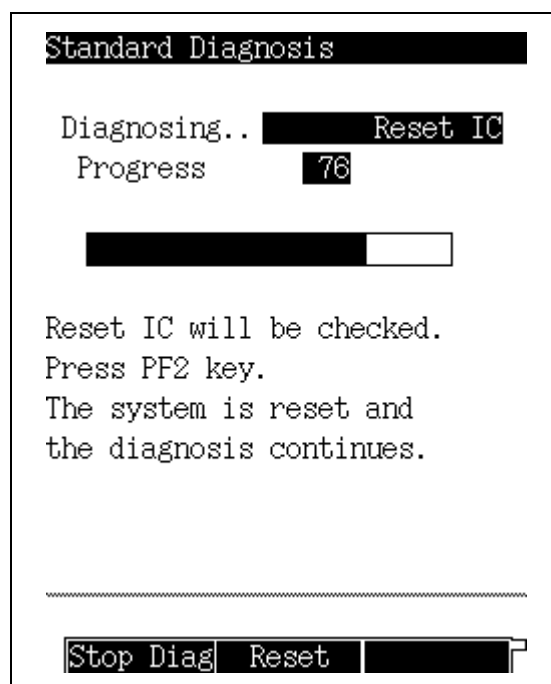 Standard Diagnosis
Diagnosing.. Reset IC
Progress 76
Reset IC will be checked.
Press PF2 key.
The system is reset and
the diagnosis continues.
Stop Diag Reset